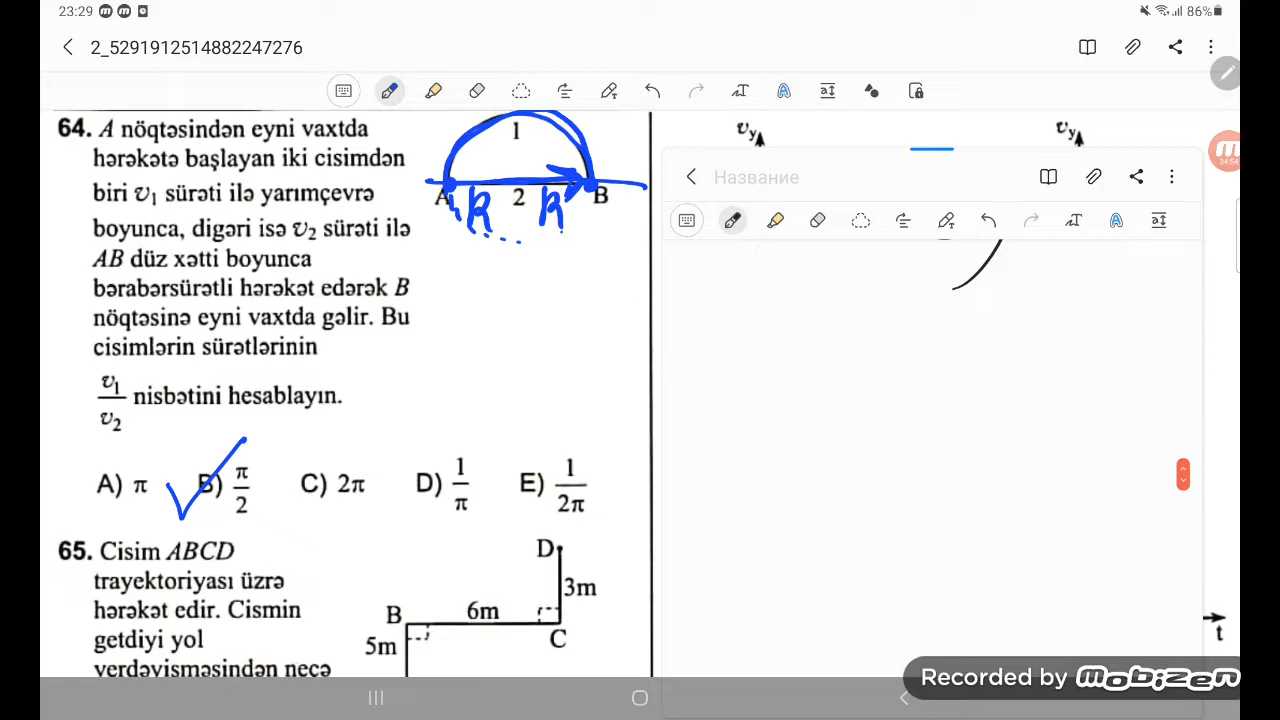 23:29
86%
2_5291912514882247276
64. A nöqtəsindən eyni vaxtda
hərəkətə başlayan iki cisimdən
biri υ₁ sürəti ilə yarımçevrə
boyunca, digəri isə υ₂ sürəti ilə
AB düz xətti boyunca
bərabərsürətli hərəkət edərək B
nöqtəsinə eyni vaxtda gəlir. Bu
cisimlərin sürətlərinin
υ₁/υ₂ nisbətini hesablayın.
1
A 2 B
R R
A) π B) π/2 C) 2π D) 1/π E) 1/2π
65. Cisim ABCD
trayektoriyası üzrə
hərəkət edir. Cismin
getdiyi yol
yerdəyişməsindən neçə
D
3m
B 6m
C
5m
υy υy
Название
34:54
t
Recorded by mobizen